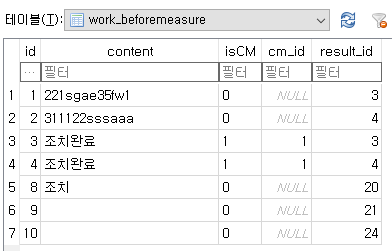 테이블(T): work_beforemeasure
id content isCM cm_id result_id
... 필터 필터 필터 필터
1 1 221sgae35fw1 0 NULL 3
2 2 311122sssaaa 0 NULL 4
3 3 조치완료 1 1 3
4 4 조치완료 1 1 4
5 8 조치 0 NULL 20
6 9 0 NULL 21
7 10 0 NULL 24